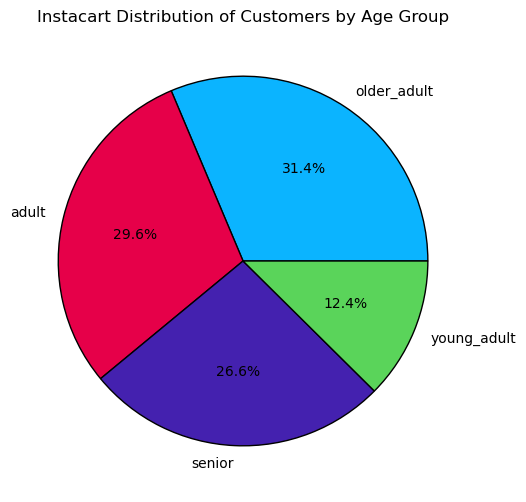 Instacart Distribution of Customers by Age Group
older_adult
31.4%
adult
29.6%
12.4%
young_adult
26.6%
senior